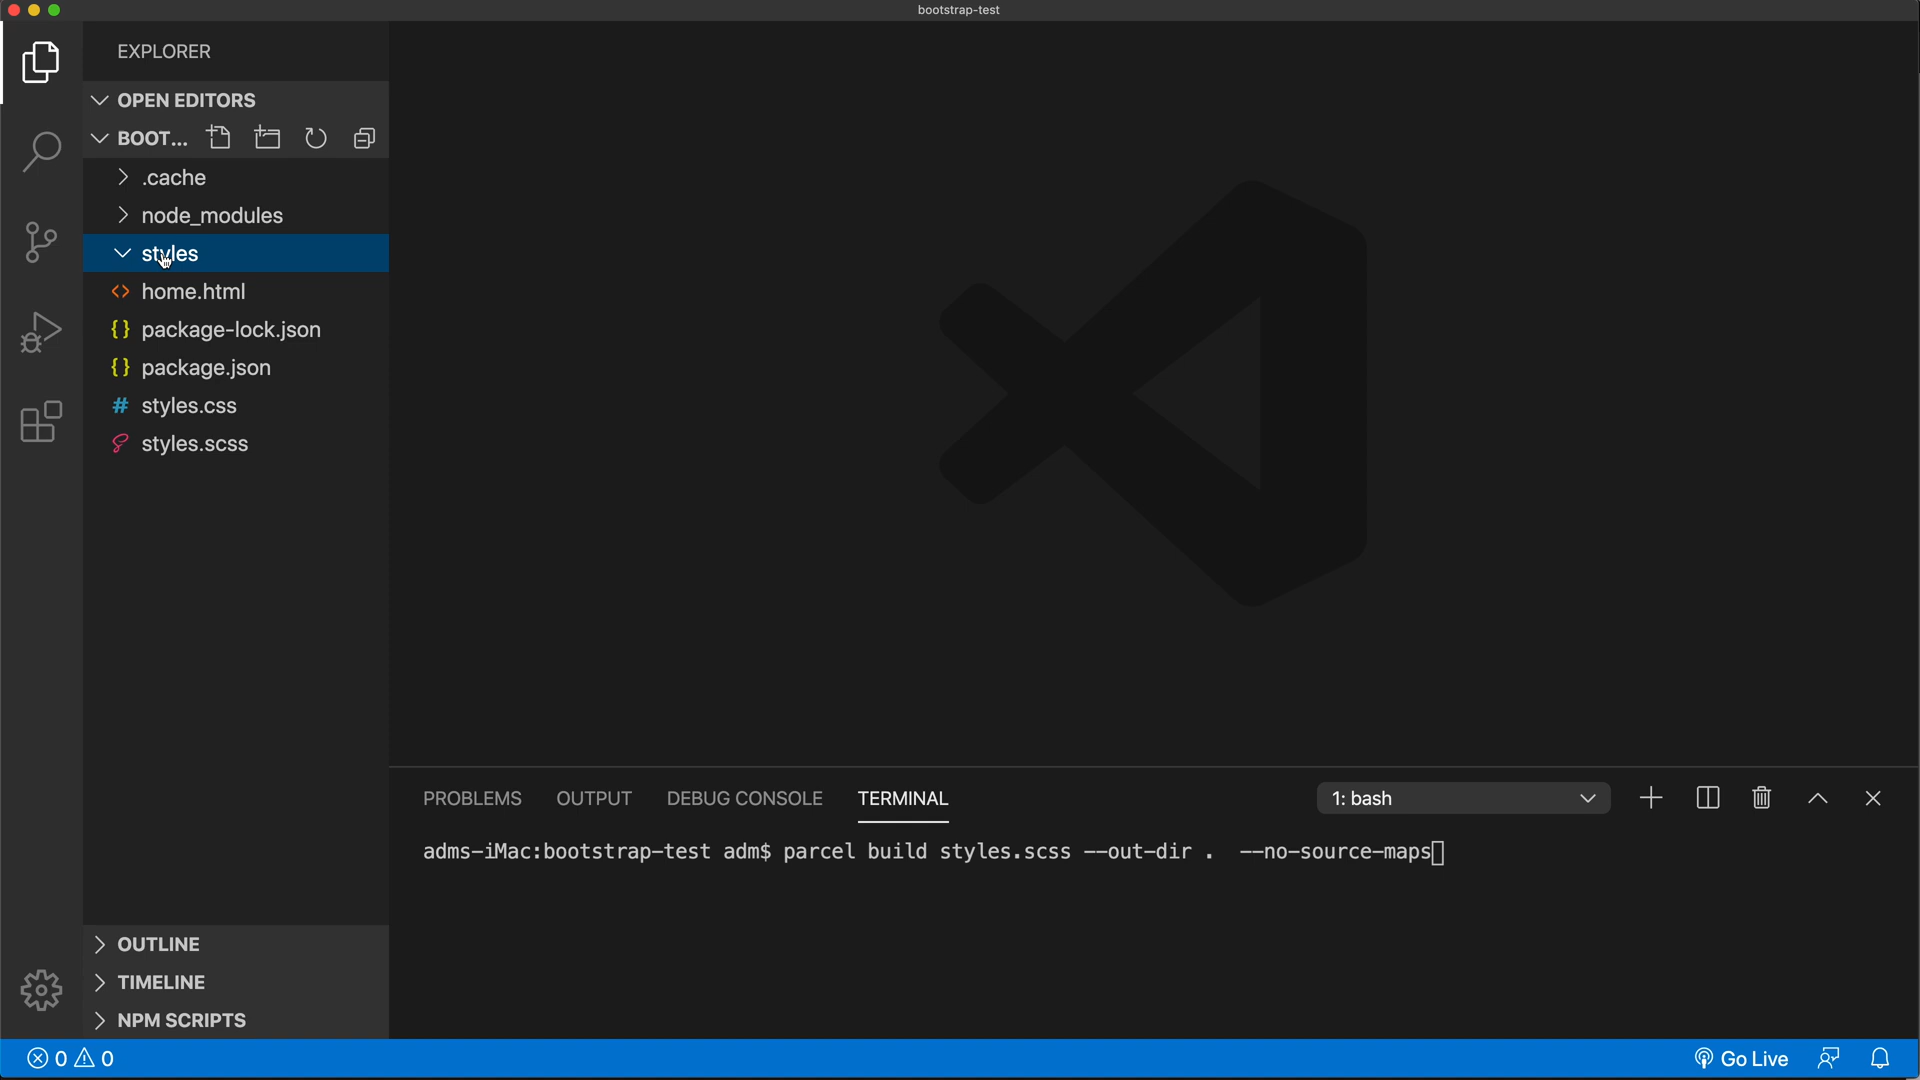 bootstrap-test
EXPLORER
OPEN EDITORS
BOOT...
.cache
node_modules
styles
home.html
package-lock.json
package.json
styles.css
styles.scss
PROBLEMS OUTPUT DEBUG CONSOLE TERMINAL 1: bash
adms-iMac:bootstrap-test adm$ parcel build styles.scss --out-dir .  --no-source-maps
OUTLINE
TIMELINE
NPM SCRIPTS
0 0 Go Live